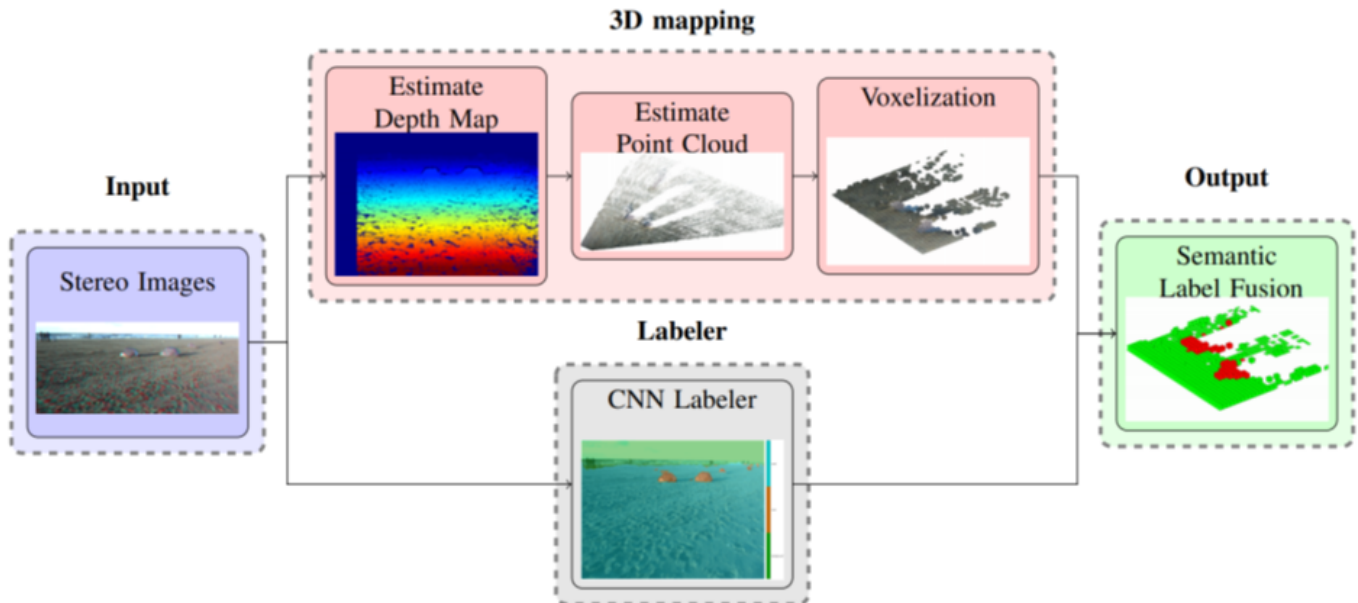 3D mapping
Estimate
Depth Map
Estimate
Point Cloud
Voxelization
Input
Stereo Images
Output
Semantic
Label Fusion
Labeler
CNN Labeler